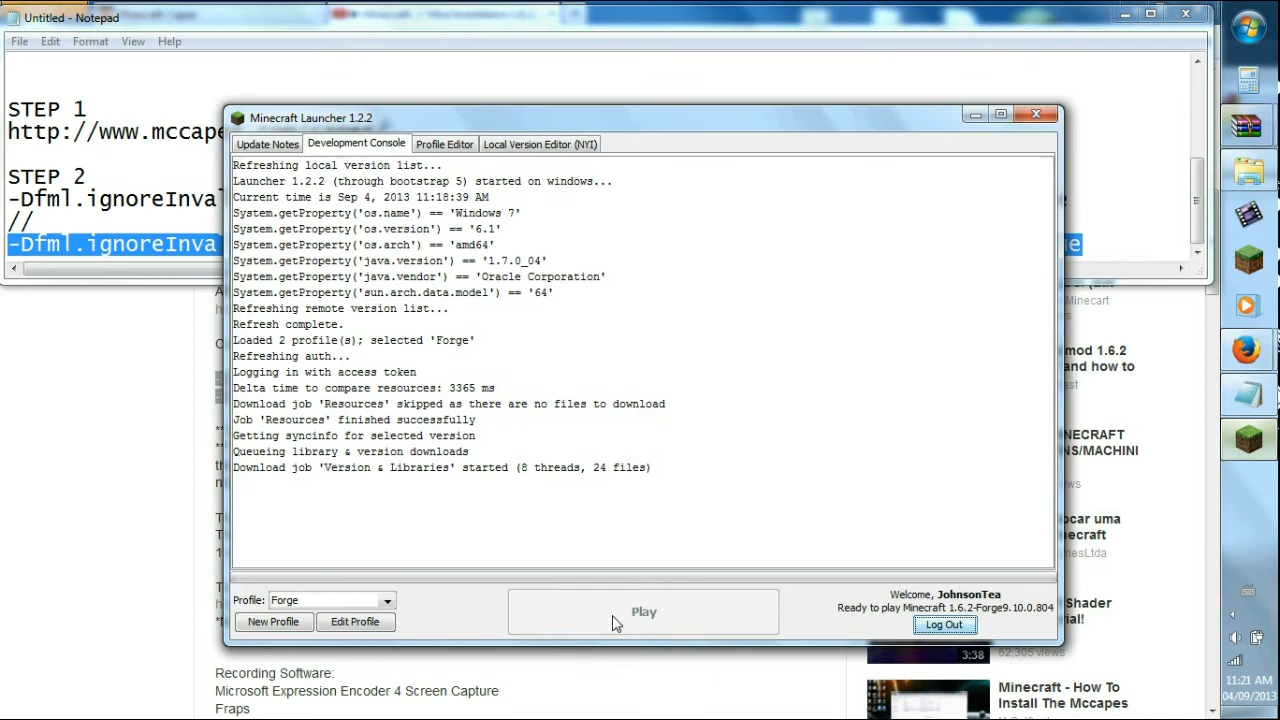 Untitled - Notepad
File Edit Format View Help
STEP 1
http://www.mccape
STEP 2
-Dfml.ignoreInva
//
-Dfml.ignoreInva
Minecraft Launcher 1.2.2
Update Notes Development Console Profile Editor Local Version Editor (NYI)
Refreshing local version list...
Launcher 1.2.2 (through bootstrap 5) started on windows...
Current time is Sep 4, 2013 11:18:39 AM
System.getProperty('os.name') == 'Windows 7'
System.getProperty('os.version') == '6.1'
System.getProperty('os.arch') == 'amd64'
System.getProperty('java.version') == '1.7.0_04'
System.getProperty('java.vendor') == 'Oracle Corporation'
System.getProperty('sun.arch.data.model') == '64'
Refreshing remote version list...
Refresh complete.
Loaded 2 profile(s); selected 'Forge'
Refreshing auth...
Logging in with access token
Delta time to compare resources: 3365 ms
Download job 'Resources' skipped as there are no files to download
Job 'Resources' finished successfully
Getting syncinfo for selected version
Queueing library & version downloads
Download job 'Version & Libraries' started (8 threads, 24 files)
Profile: Forge
New Profile Edit Profile
Play
Welcome, JohnsonTea
Ready to play Minecraft 1.6.2-Forge9.10.0.804
Log Out
Minecart
mod 1.6.2
and how to
NECRAFT
NS/MACHINI
ocar uma
necraft
nesLtda
Shader
ial!
62,305 views
3:38
Minecraft - How To
Install The Mccapes
Recording Software:
Microsoft Expression Encoder 4 Screen Capture
Fraps
11:21 AM
04/09/2013